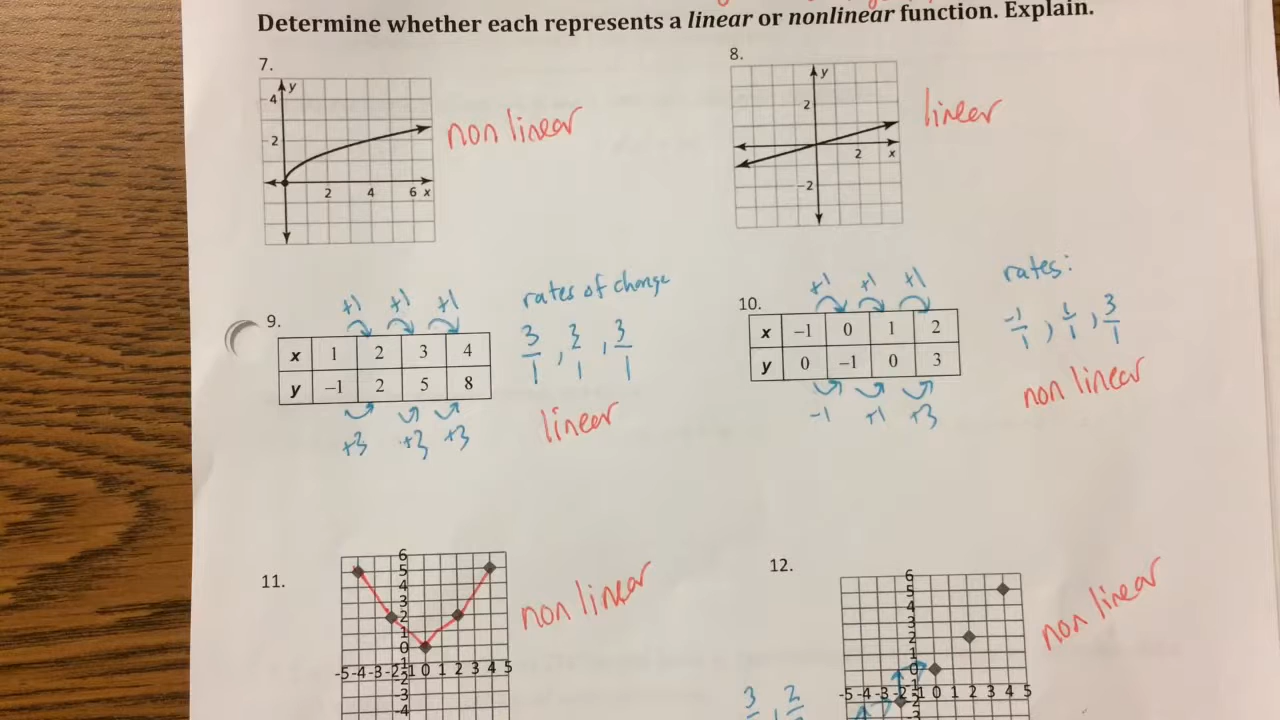 Determine whether each represents a linear or nonlinear function. Explain.
7.
y
4
2
2 4 6 x
non linear
8.
y
2
2 x
-2
linear
9.
+1 +1 +1
x 1 2 3 4
y -1 2 5 8
+3 +3 +3
rates of change
3/1, 3/1, 3/1
linear
10.
+1 +1 +1
x -1 0 1 2
y 0 -1 0 3
-1 +1 +3
rates:
-1/1, 1/1, 3/1
non linear
11.
6
5
4
3
2
1
0
-5 -4 -3 -2 -1 0 1 2 3 4 5
-2
-3
-4
non linear
12.
6
5
4
3
2
1
0
-5 -4 -3 -2 -1 0 1 2 3 4 5
-2
3/1, 2
non linear